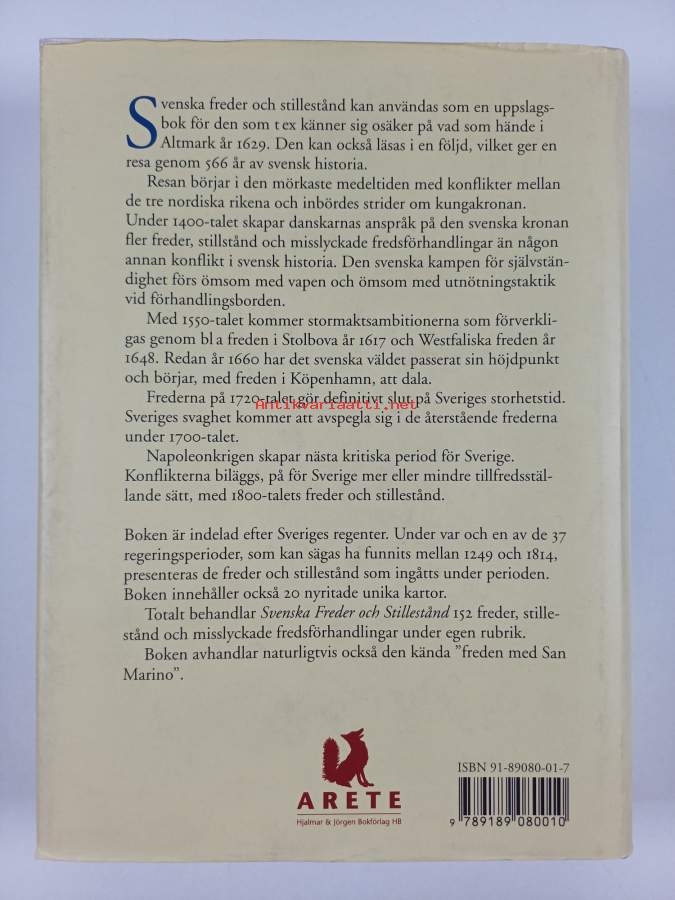 Svenska freder och stillestånd kan användas som en uppslags-
bok för den som t ex känner sig osäker på vad som hände i
Altmark år 1629. Den kan också läsas i en följd, vilket ger en
resa genom 566 år av svensk historia.
Resan börjar i den mörkaste medeltiden med konflikter mellan
de tre nordiska rikena och inbördes strider om kungakronan.
Under 1400-talet skapar danskarnas anspråk på den svenska kronan
fler freder, stillstånd och misslyckade fredsförhandlingar än någon
annan konflikt i svensk historia. Den svenska kampen för självstän-
dighet förs ömsom med vapen och ömsom med utnötningstaktik
vid förhandlingsborden.
Med 1550-talet kommer stormaktsambitionerna som förverkli-
gas genom bl a freden i Stolbova år 1617 och Westfaliska freden år
1648. Redan år 1660 har det svenska väldet passerat sin höjdpunkt
och börjar, med freden i Köpenhamn, att dala.
Frederna på 1720-talet gör definitivt slut på Sveriges storhetstid.
Antikvariaatti.net
Sveriges svaghet kommer att avspegla sig i de återstående frederna
under 1700-talet.
Napoleonkrigen skapar nästa kritiska period för Sverige.
Konflikterna biläggs, på för Sverige mer eller mindre tillfredsstäl-
lande sätt, med 1800-talets freder och stillestånd.
Boken är indelad efter Sveriges regenter. Under var och en av de 37
regeringsperioder, som kan sägas ha funnits mellan 1249 och 1814,
presenteras de freder och stillestånd som ingåtts under perioden.
Boken innehåller också 20 nyritade unika kartor.
Totalt behandlar Svenska Freder och Stillestånd 152 freder, stille-
stånd och misslyckade fredsförhandlingar under egen rubrik.
Boken avhandlar naturligtvis också den kända ”freden med San
Marino”.
ARETE
Hjalmar & Jörgen Bokförlag HB
ISBN 91-89080-01-7
9 789189 080010